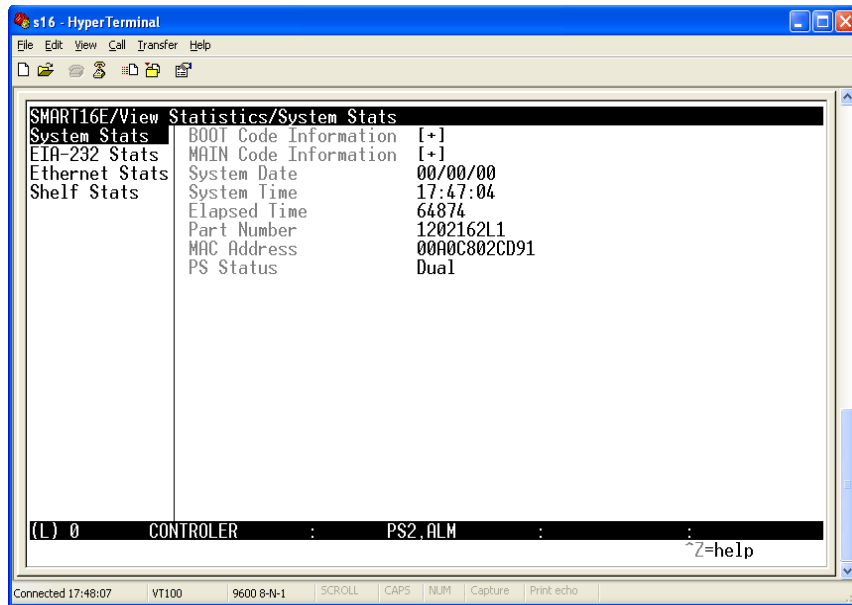 s16 - HyperTerminal
File Edit View Call Transfer Help
SMART16E/View Statistics/System Stats
System Stats BOOT Code Information [+]
EIA-232 Stats MAIN Code Information [+]
Ethernet Stats System Date 00/00/00
Shelf Stats System Time 17:47:04
Elapsed Time 64874
Part Number 1202162L1
MAC Address 00A0C802CD91
PS Status Dual
(L) 0 CONTROLER : PS2,ALM : :
^Z=help
Connected 17:48:07 VT100 9600 8-N-1 SCROLL CAPS NUM Capture Print echo